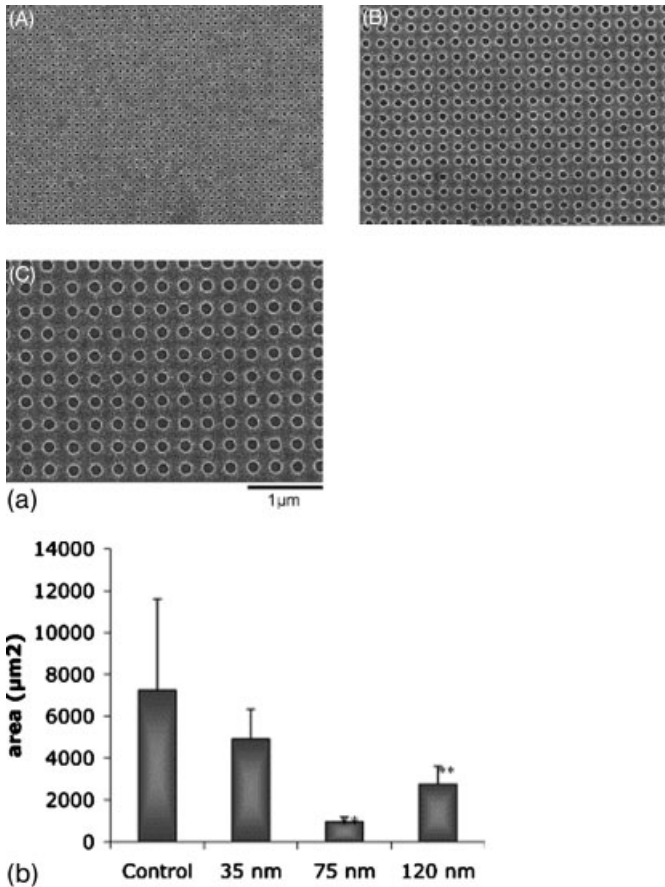 (A)
(B)
(C)
(a)
1μm
14000
12000
10000
8000
6000
4000
2000
0
area (μm2)
++
++
Control
35 nm
75 nm
120 nm
(b)